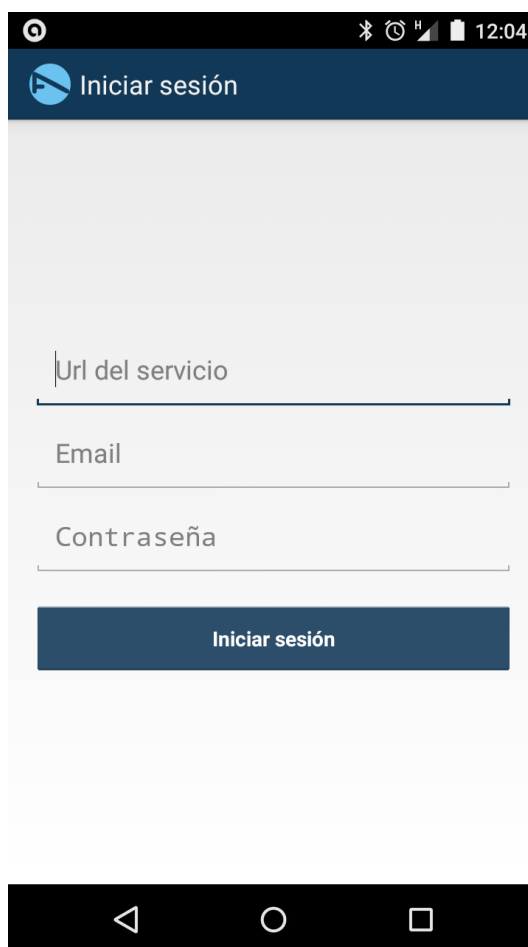 H
12:04
Iniciar sesión
Url del servicio
Email
Contraseña
Iniciar sesión